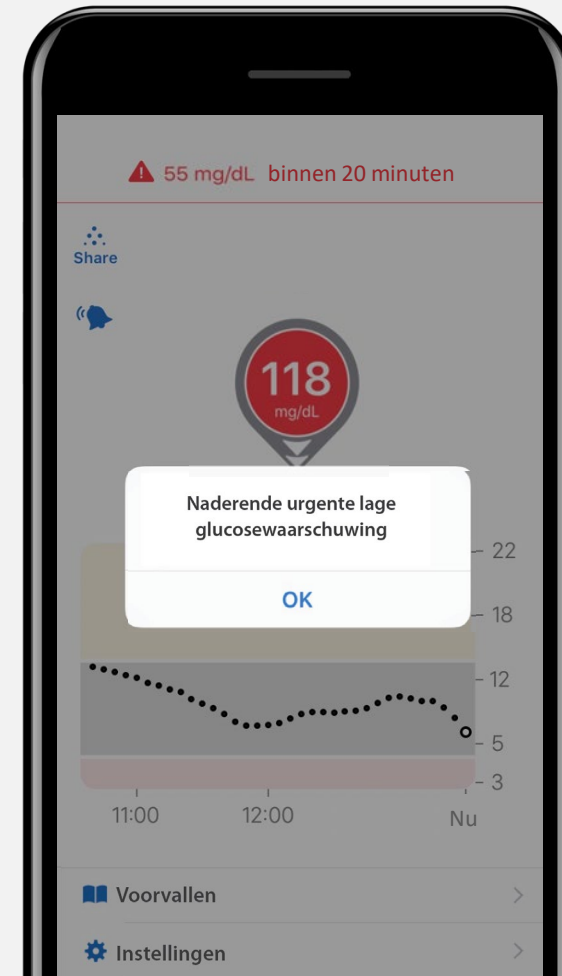 55 mg/dL binnen 20 minuten
Share
118
mg/dL
Naderende urgente lage
glucosewaarschuwing
OK
22
18
12
5
3
11:00 12:00 Nu
Voorvallen
Instellingen